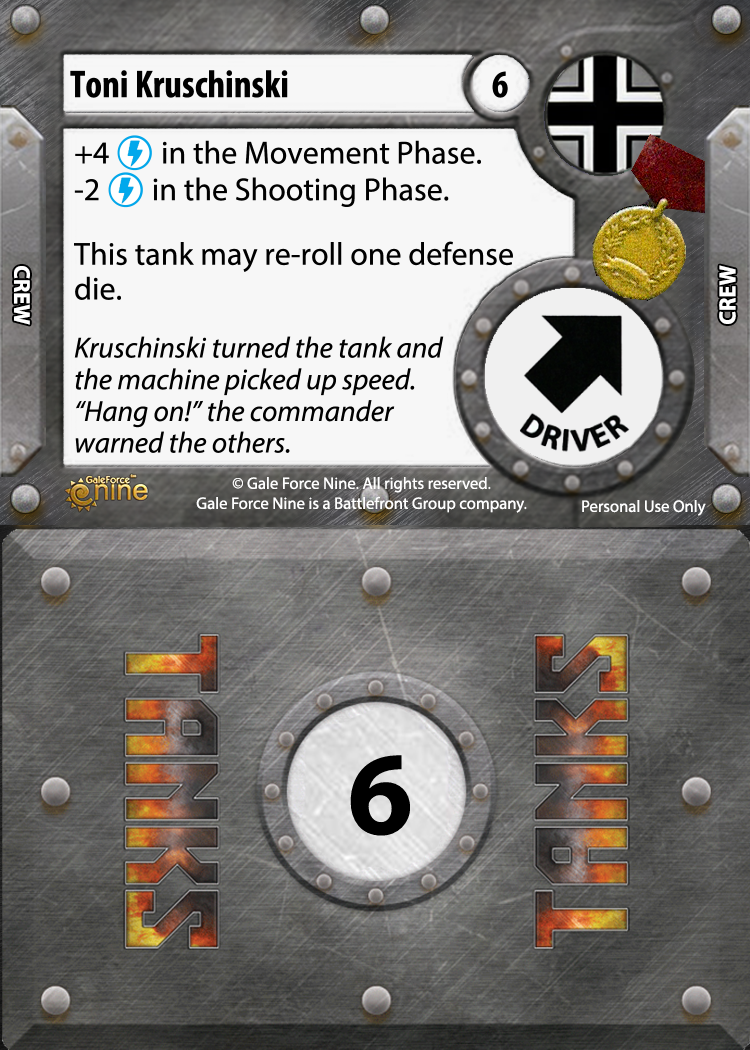 Toni Kruschinski
6
+4 in the Movement Phase.
-2 in the Shooting Phase.
This tank may re-roll one defense
die.
Kruschinski turned the tank and
the machine picked up speed.
“Hang on!” the commander
warned the others.
CREW
CREW
DRIVER
GaleForce™
nine
© Gale Force Nine. All rights reserved.
Gale Force Nine is a Battlefront Group company.
Personal Use Only
TANKS
6
TANKS